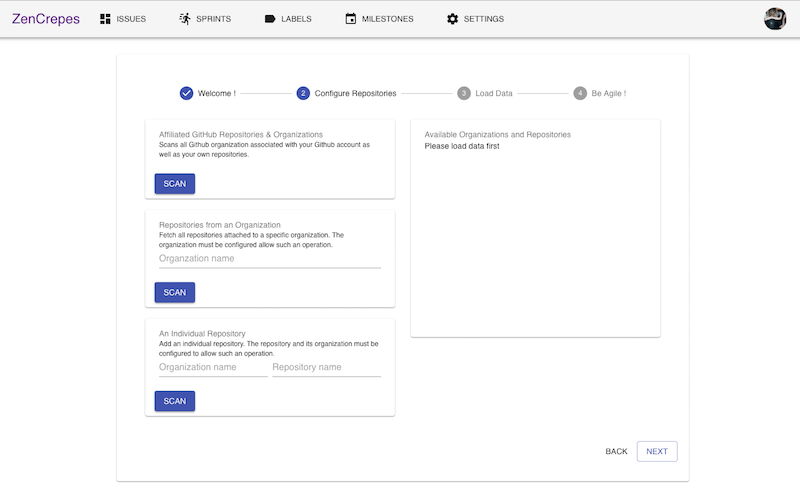 ZenCrepes
ISSUES
SPRINTS
LABELS
MILESTONES
SETTINGS
Welcome !
2
Configure Repositories
3
Load Data
4
Be Agile !
Affiliated GitHub Repositories & Organizations
Scans all Github organization associated with your Github account as
well as your own repositories.
SCAN
Repositories from an Organization
Fetch all repositories attached to a specific organization. The
organization must be configured allow such an operation.
Organzation name
SCAN
An Individual Repository
Add an individual repository. The repository and its organization must be
configured to allow such an operation.
Organization name
Repository name
SCAN
Available Organizations and Repositories
Please load data first
BACK
NEXT